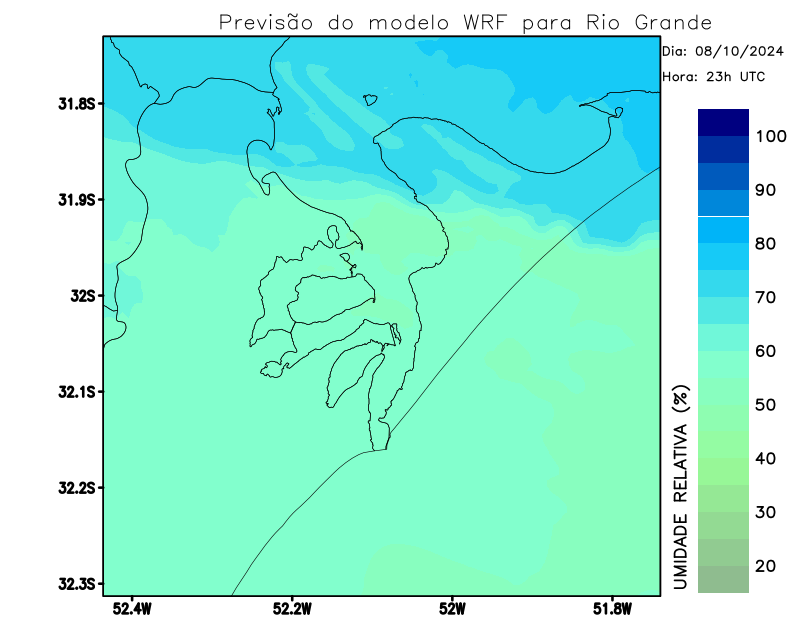 Previsão do modelo WRF para Rio Grande
Dia: 08/10/2024
Hora: 23h UTC
31.8S
31.9S
32S
32.1S
32.2S
32.3S
52.4W
52.2W
52W
51.8W
UMIDADE RELATIVA (%)
100
90
80
70
60
50
40
30
20